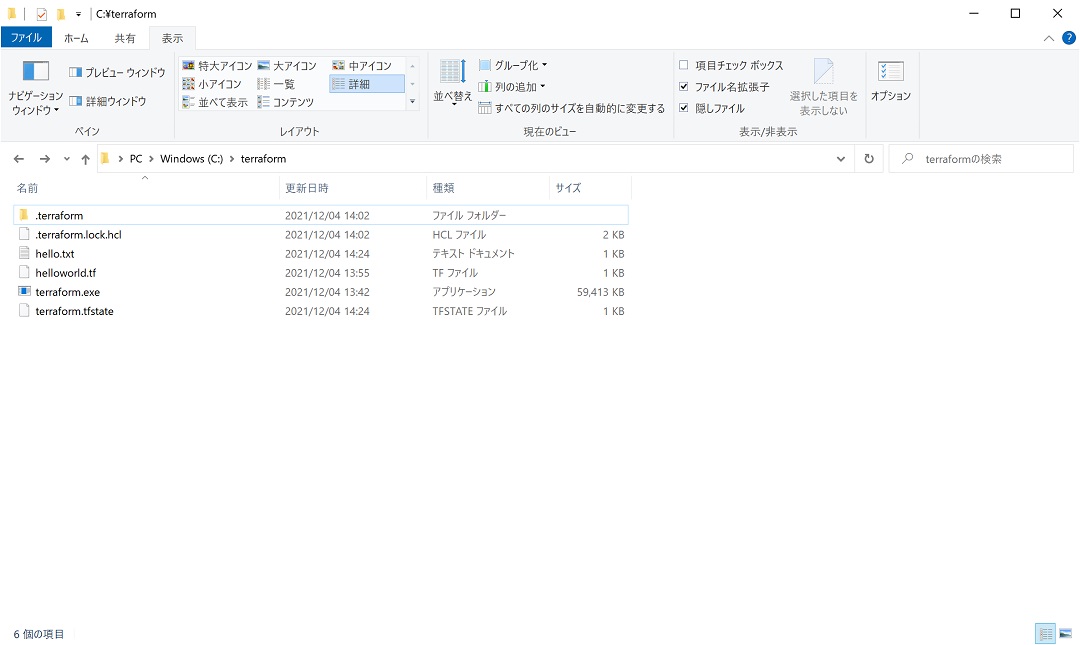 C:¥terraform
ファイル ホーム 共有 表示
ナビゲーション
ウィンドウ
プレビュー ウィンドウ
詳細ウィンドウ
ペイン
特大アイコン 大アイコン 中アイコン
小アイコン 一覧 詳細
並べて表示 コンテンツ
レイアウト
並べ替え
グループ化
列の追加
すべての列のサイズを自動的に変更する
現在のビュー
項目チェック ボックス
ファイル名拡張子
隠しファイル
選択した項目を
表示しない
表示/非表示
オプション
PC Windows (C:) terraform
terraformの検索
名前 更新日時 種類 サイズ
.terraform 2021/12/04 14:02 ファイル フォルダー
.terraform.lock.hcl 2021/12/04 14:02 HCL ファイル 2 KB
hello.txt 2021/12/04 14:24 テキスト ドキュメント 1 KB
helloworld.tf 2021/12/04 13:55 TF ファイル 1 KB
terraform.exe 2021/12/04 13:42 アプリケーション 59,413 KB
terraform.tfstate 2021/12/04 14:24 TFSTATE ファイル 1 KB
6 個の項目